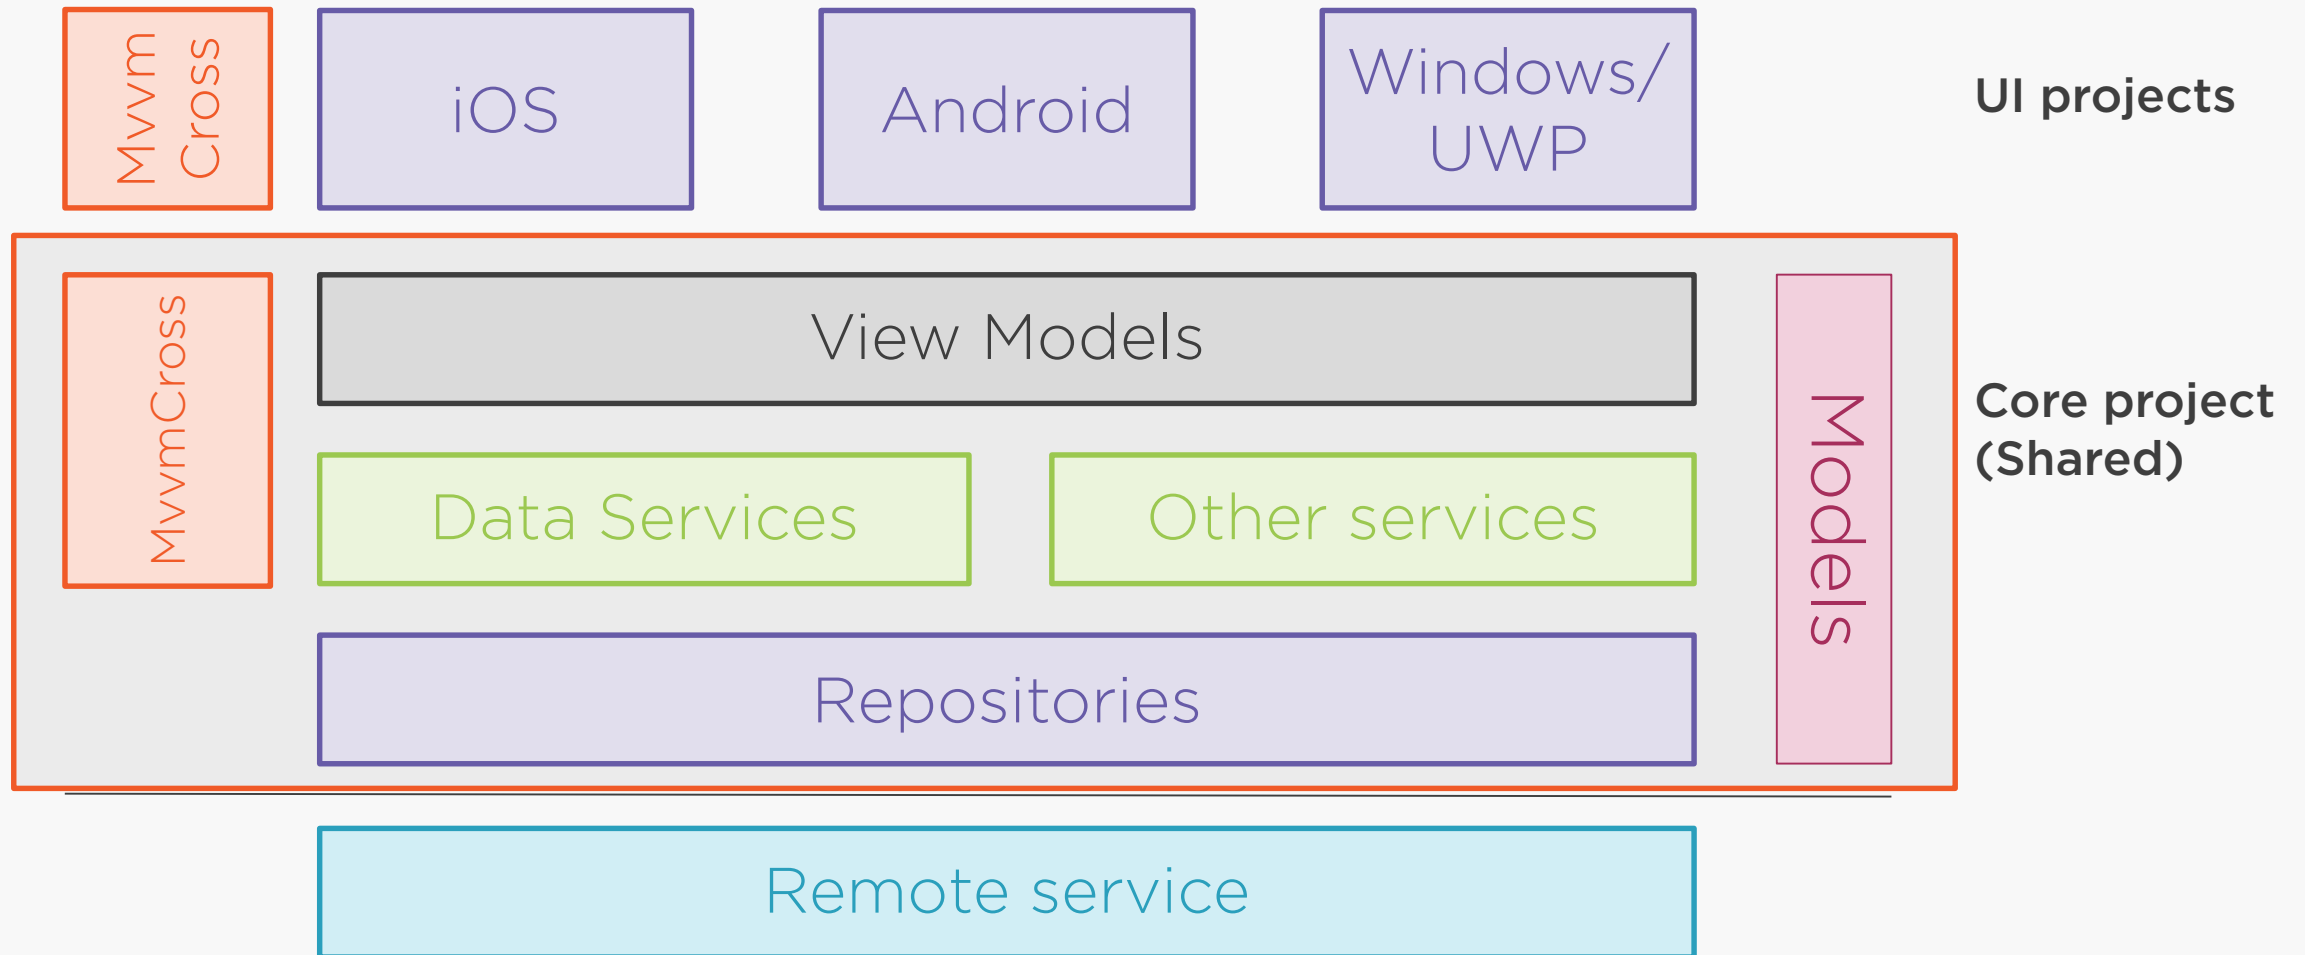 Mvvm
Cross
iOS
Android
Windows/
UWP
UI projects
MvvmCross
View Models
Models
Core project
(Shared)
Data Services
Other services
Repositories
Remote service